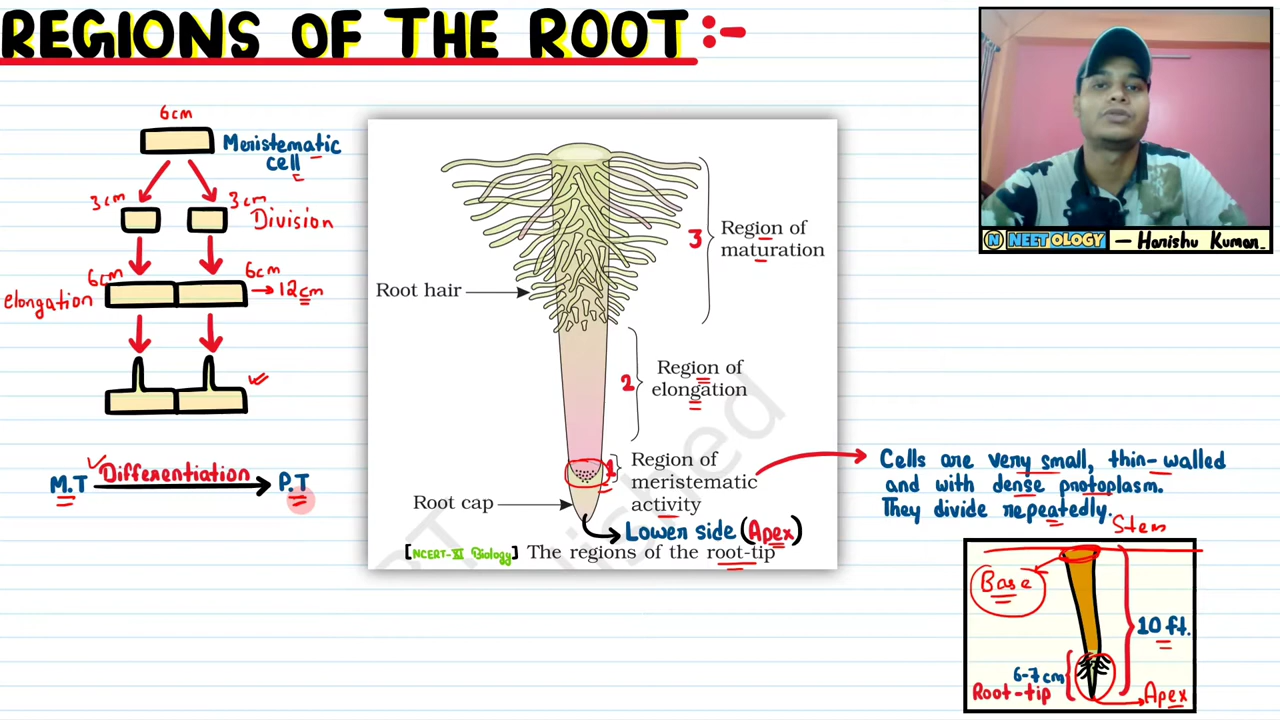 REGIONS OF THE ROOT :-
6cm
Meristematic
cell
3cm
3cm
Division
6cm
6cm
elongation
→ 12cm
M.T Differentiation P.T
3
Region of
maturation
Root hair
2
Region of
elongation
1
Region of
meristematic
activity
Root cap
Lower side (Apex)
[NCERT-XI Biology] The regions of the root-tip
N NEETOLOGY – Hanishu Kumar
Cells are very small, thin-walled
and with dense protoplasm.
They divide repeatedly.
Stem
Base
10 ft.
6-7 cm
Root-tip
Apex